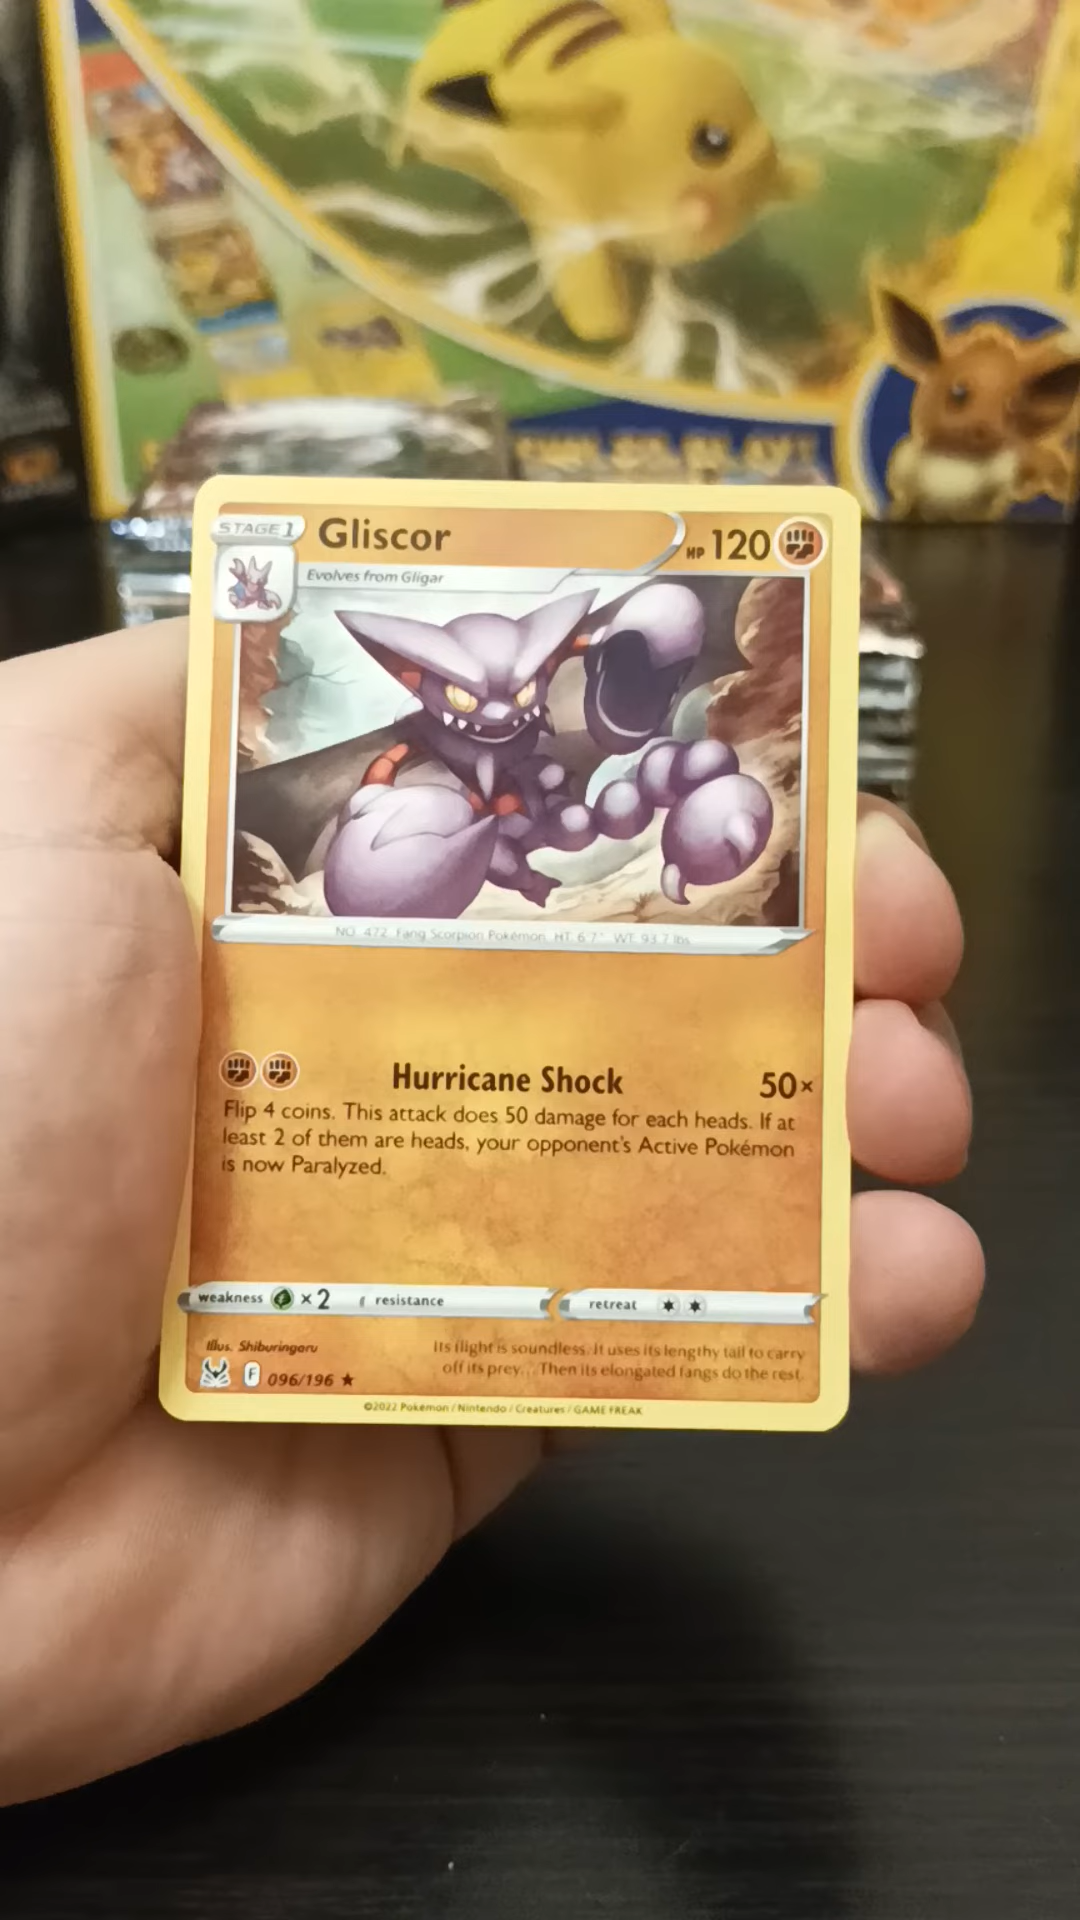 STAGE 1
Gliscor
HP 120
Evolves from Gligar
NO. 472 Fang Scorpion Pokémon HT: 6'7" WT: 93.7 lbs
Hurricane Shock 50×
Flip 4 coins. This attack does 50 damage for each heads. If at
least 2 of them are heads, your opponent's Active Pokémon
is now Paralyzed.
weakness ×2 resistance retreat
Illus. Shiburingaru
Its flight is soundless. It uses its lengthy tail to carry
off its prey... Then its elongated fangs do the rest.
F 096/196 ★
©2022 Pokémon / Nintendo / Creatures / GAME FREAK